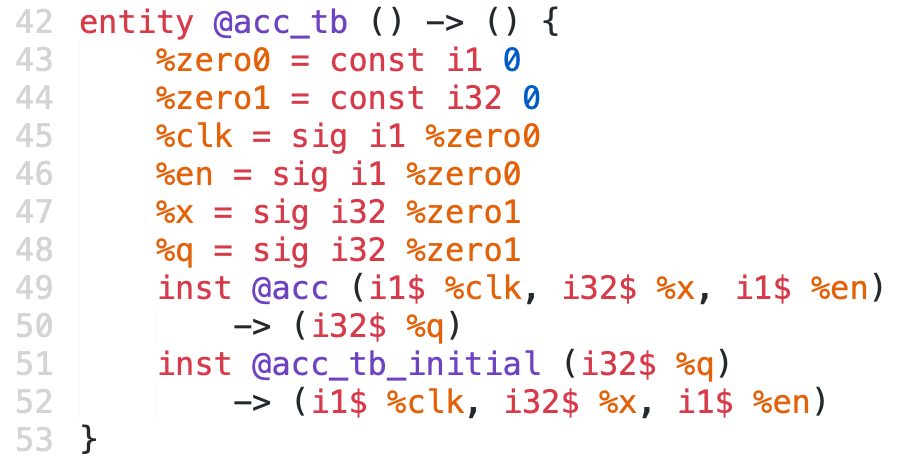 42 entity @acc_tb () -> () {
43     %zero0 = const i1 0
44     %zero1 = const i32 0
45     %clk = sig i1 %zero0
46     %en = sig i1 %zero0
47     %x = sig i32 %zero1
48     %q = sig i32 %zero1
49     inst @acc (i1$ %clk, i32$ %x, i1$ %en)
50         -> (i32$ %q)
51     inst @acc_tb_initial (i32$ %q)
52         -> (i1$ %clk, i32$ %x, i1$ %en)
53 }